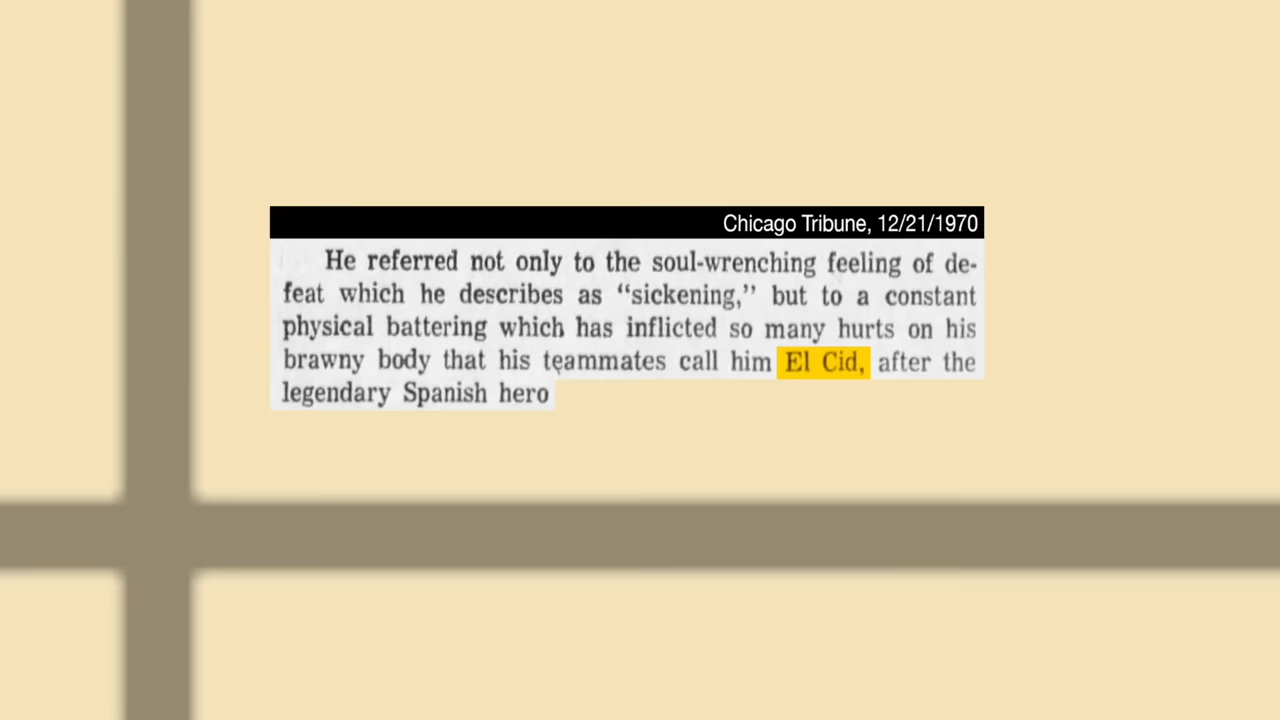 Chicago Tribune, 12/21/1970
He referred not only to the soul-wrenching feeling of de-
feat which he describes as “sickening,” but to a constant
physical battering which has inflicted so many hurts on his
brawny body that his teammates call him El Cid, after the
legendary Spanish hero